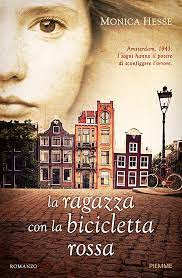 MONICA HESSE
Amsterdam, 1943.
I sogni hanno il potere
di sconfiggere l'orrore.
la ragazza
con la bicicletta
rossa
ROMANZO
PIEMME